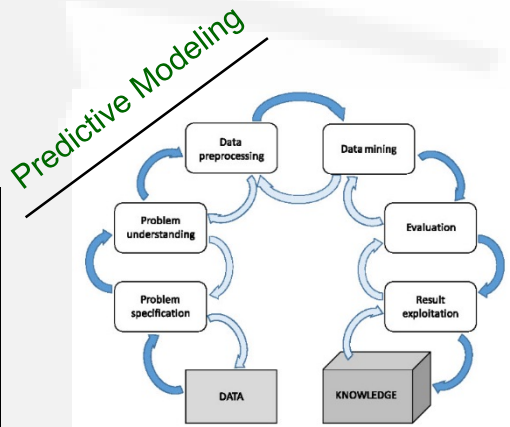 Predictive Modeling
Data
preprocessing
Data mining
Problem
understanding
Evaluation
Problem
specification
Result
exploitation
DATA
KNOWLEDGE